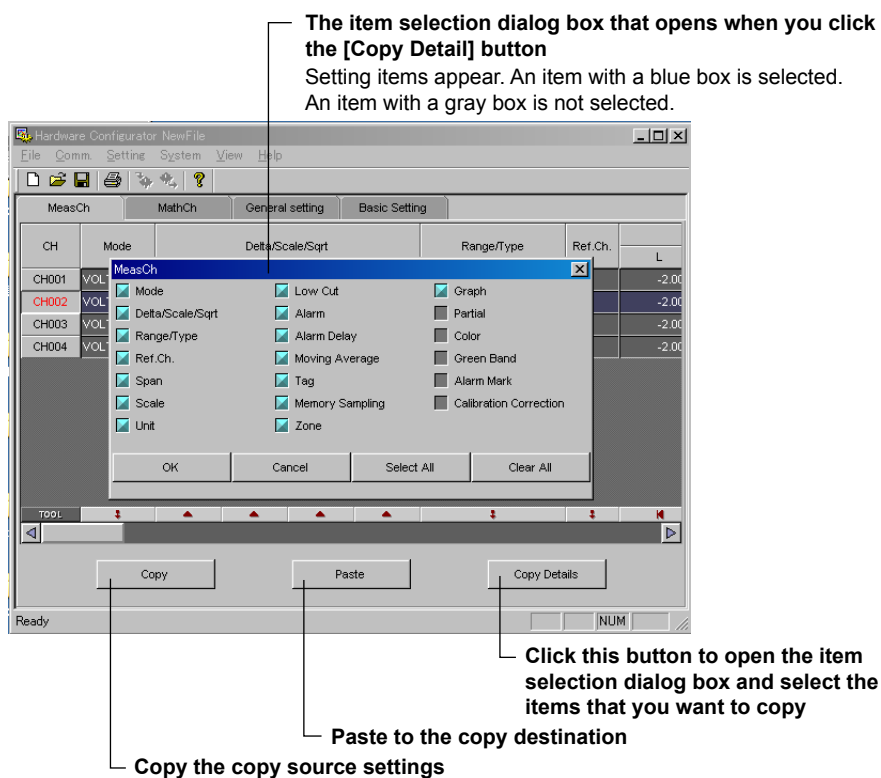 The item selection dialog box that opens when you click
the [Copy Detail] button
Setting items appear. An item with a blue box is selected.
An item with a gray box is not selected.
Hardware Configurator NewFile
File Comm. Setting System View Help
MeasCh MathCh General setting Basic Setting
CH Mode Delta/Scale/Sqrt Range/Type Ref.Ch. L
CH001 VOLT -2.00
CH002 VOLT -2.00
CH003 VOLT -2.00
CH004 VOLT -2.00
MeasCh
Mode Low Cut Graph
Delta/Scale/Sqrt Alarm Partial
Range/Type Alarm Delay Color
Ref.Ch. Moving Average Green Band
Span Tag Alarm Mark
Scale Memory Sampling Calibration Correction
Unit Zone
OK Cancel Select All Clear All
TOOL
Copy Paste Copy Details
Ready NUM
Click this button to open the item
selection dialog box and select the
items that you want to copy
Paste to the copy destination
Copy the copy source settings